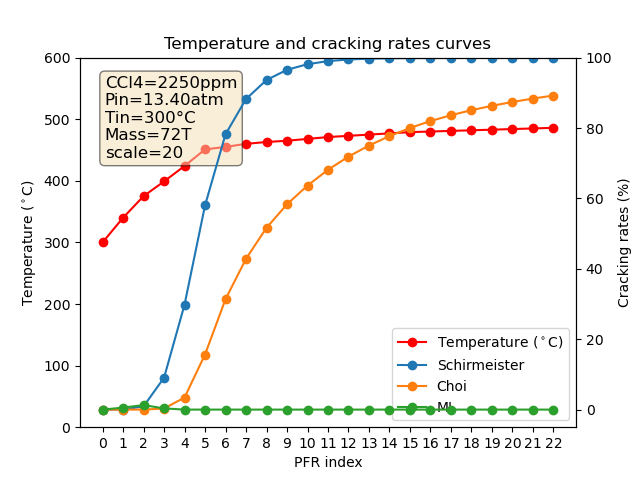 Temperature and cracking rates curves
CCl4=2250ppm
Pin=13.40atm
Tin=300°C
Mass=72T
scale=20
600
500
400
300
200
100
0
Temperature (°C)
100
80
60
40
20
0
Cracking rates (%)
Temperature (°C)
Schirmeister
Choi
ML
0 1 2 3 4 5 6 7 8 9 10 11 12 13 14 15 16 17 18 19 20 21 22
PFR index